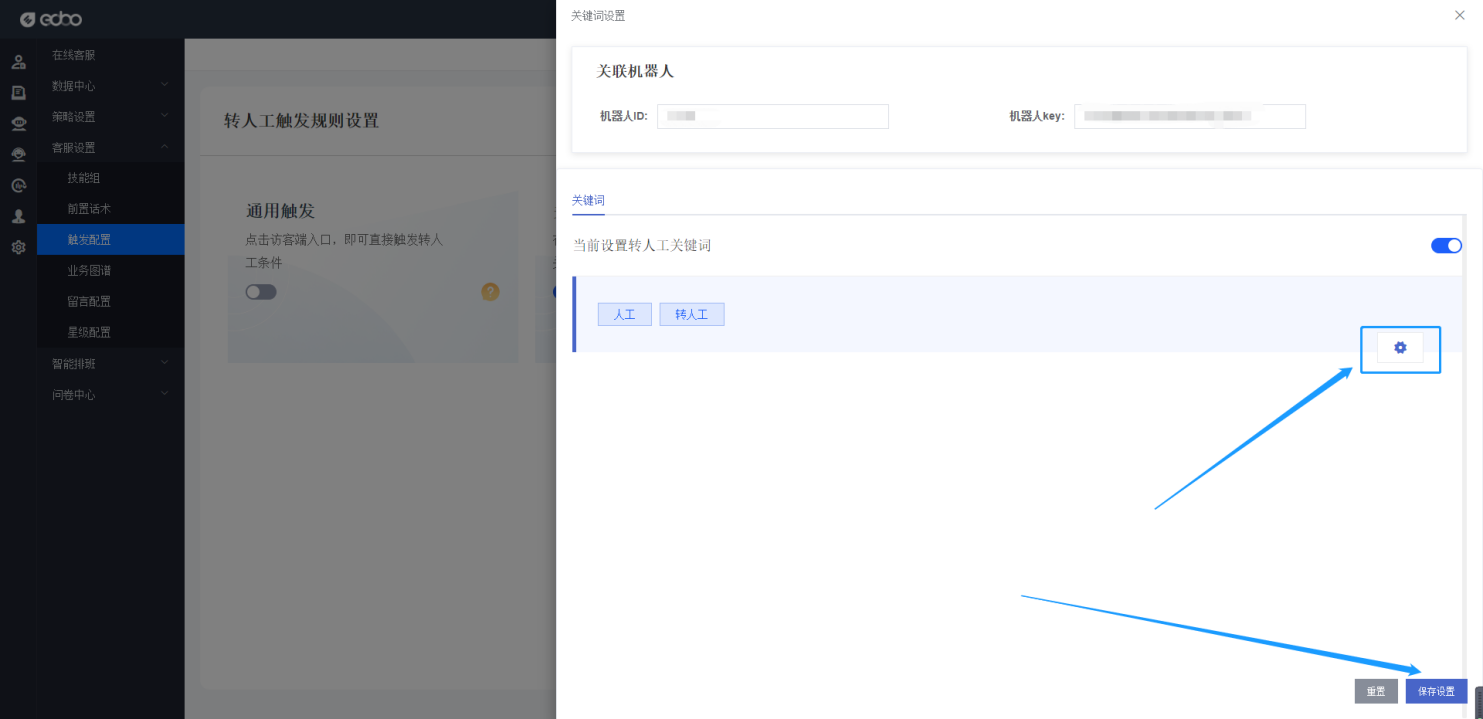 edbo
在线客服
数据中心
策略设置
客服设置
技能组
前置话术
触发配置
业务图谱
留言配置
星级配置
智能排班
问卷中心
转人工触发规则设置
通用触发
点击访客端入口，即可直接触发转人
工条件
?
关键词设置
关联机器人
机器人ID:
机器人key:
关键词
当前设置转人工关键词
人工
转人工
重置
保存设置